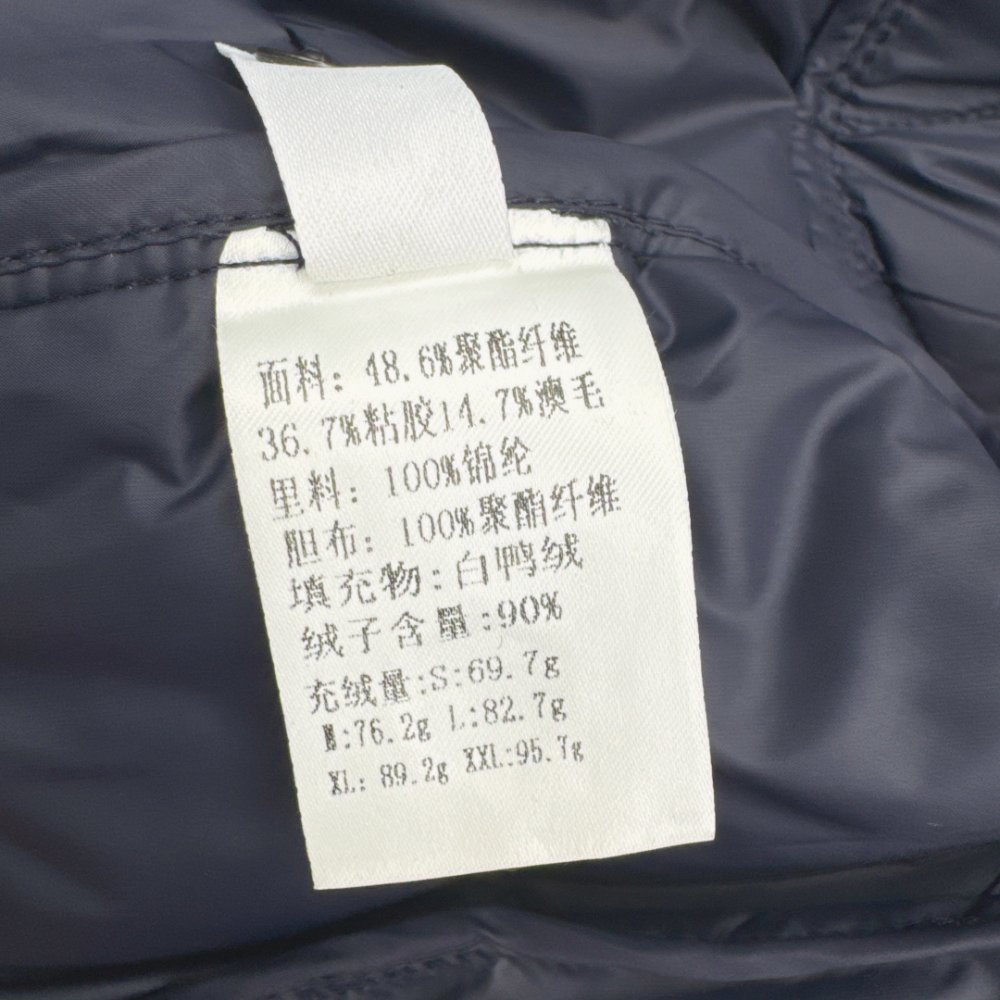 面料: 48.6%聚酯纤维
36.7%粘胶14.7%澳毛
里料: 100%锦纶
胆布: 100%聚酯纤维
填充物:白鸭绒
绒子含量:90%
充绒量:S:69.7g
M:76.2g L:82.7g
XL: 89.2g XXL:95.7g